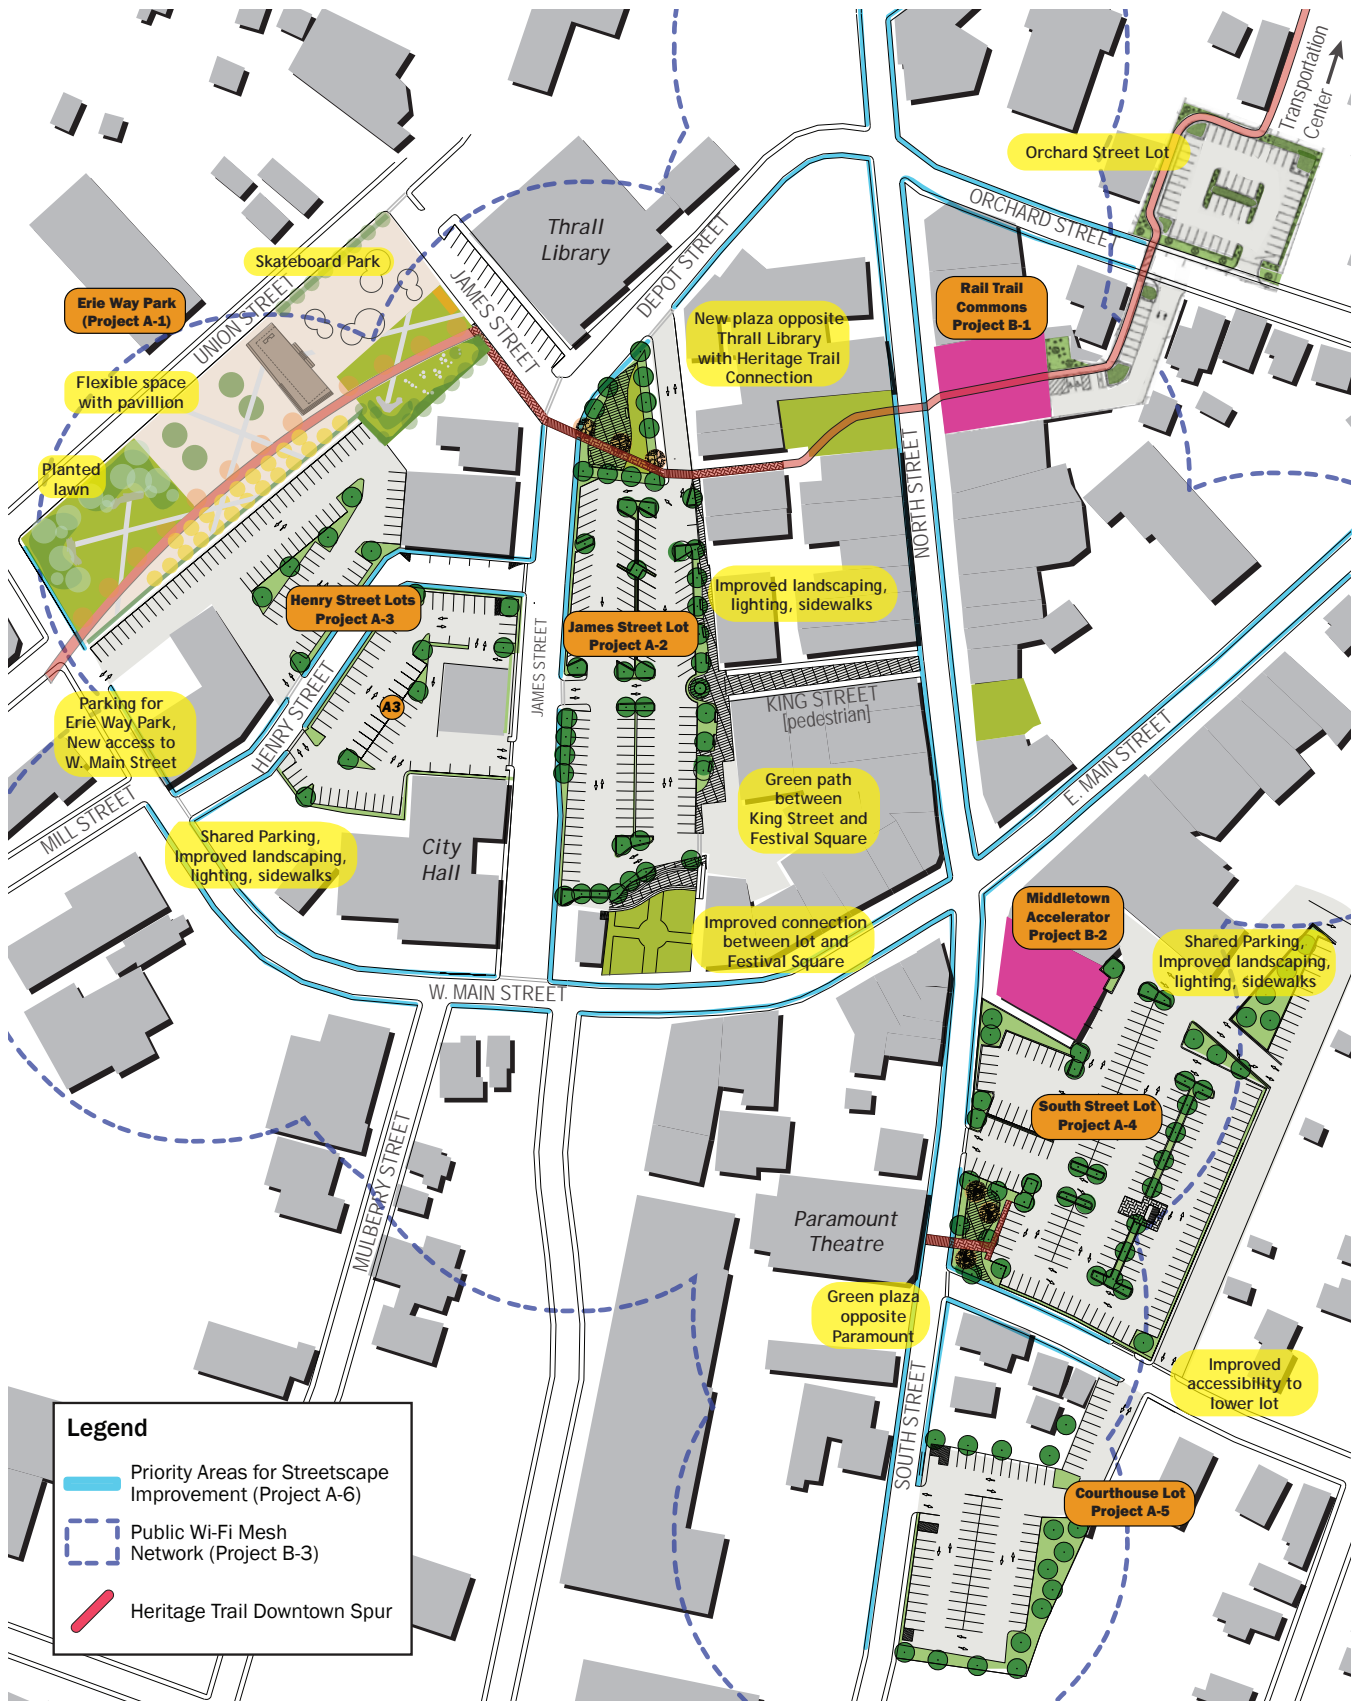 Transportation
Center
Orchard Street Lot
ORCHARD STREET
Thrall
Library
DEPOT STREET
Skateboard Park
JAMES STREET
Erie Way Park
(Project A-1)
UNION STREET
Rail Trail
Commons
Project B-1
New plaza opposite
Thrall Library
with Heritage Trail
Connection
Flexible space
with pavillion
Planted
lawn
NORTH STREET
Henry Street Lots
Project A-3
James Street Lot
Project A-2
Improved landscaping,
lighting, sidewalks
JAMES STREET
A3
HENRY STREET
KING STREET
[pedestrian]
Parking for
Erie Way Park,
New access to
W. Main Street
E. MAIN STREET
MILL STREET
Green path
between
King Street and
Festival Square
Shared Parking,
Improved landscaping,
lighting, sidewalks
City
Hall
Middletown
Accelerator
Project B-2
Improved connection
between lot and
Festival Square
Shared Parking,
Improved landscaping,
lighting, sidewalks
W. MAIN STREET
South Street Lot
Project A-4
MULBERRY STREET
Paramount
Theatre
Green plaza
opposite
Paramount
SOUTH STREET
Improved
accessibility to
lower lot
Courthouse Lot
Project A-5
Legend
Priority Areas for Streetscape
Improvement (Project A-6)
Public Wi-Fi Mesh
Network (Project B-3)
Heritage Trail Downtown Spur